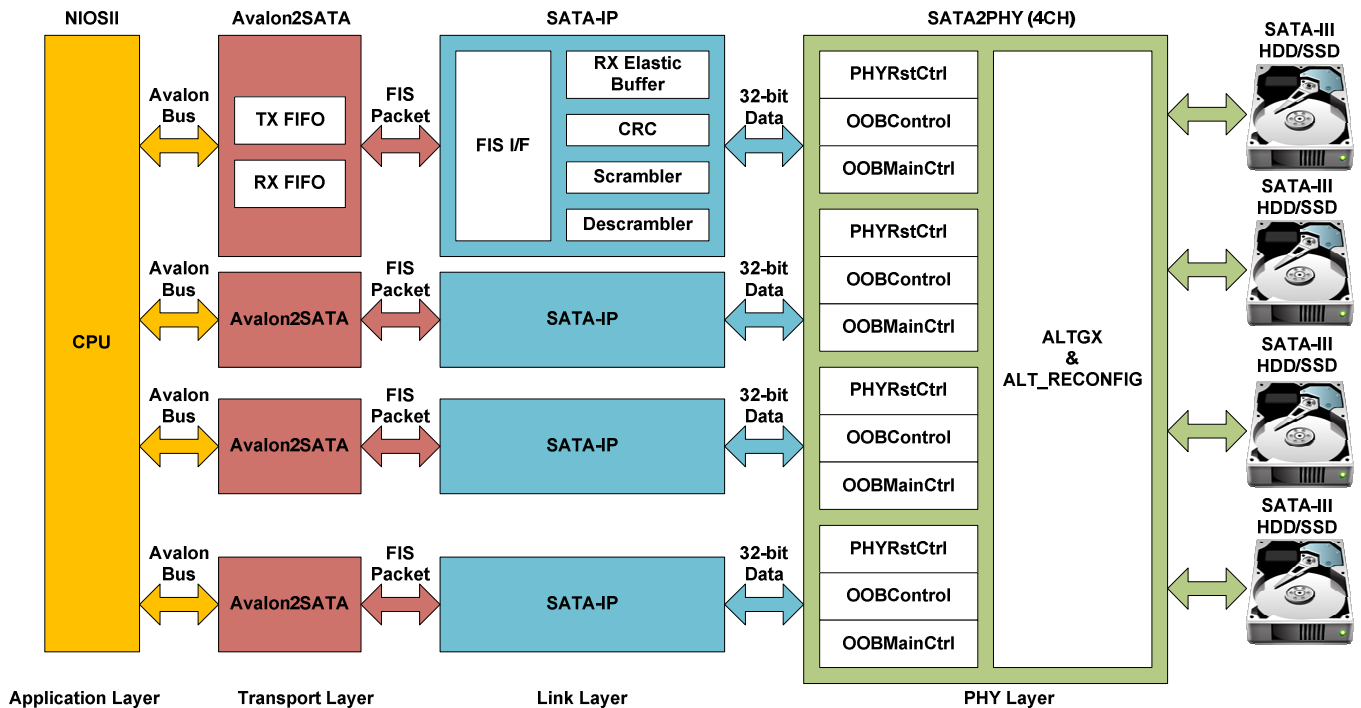 NIOSII
Avalon2SATA
SATA-IP
SATA2PHY (4CH)
SATA-III
HDD/SSD
Avalon
Bus
TX FIFO
RX FIFO
FIS
Packet
FIS I/F
RX Elastic
Buffer
CRC
Scrambler
Descrambler
32-bit
Data
PHYRstCtrl
OOBControl
OOBMainCtrl
SATA-III
HDD/SSD
Avalon
Bus
Avalon2SATA
FIS
Packet
SATA-IP
32-bit
Data
PHYRstCtrl
OOBControl
OOBMainCtrl
CPU
ALTGX
&
ALT_RECONFIG
SATA-III
HDD/SSD
Avalon
Bus
Avalon2SATA
FIS
Packet
SATA-IP
32-bit
Data
PHYRstCtrl
OOBControl
OOBMainCtrl
SATA-III
HDD/SSD
Avalon
Bus
Avalon2SATA
FIS
Packet
SATA-IP
32-bit
Data
PHYRstCtrl
OOBControl
OOBMainCtrl
Application Layer
Transport Layer
Link Layer
PHY Layer